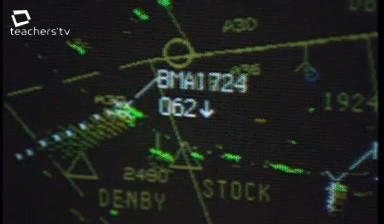 teachers'tv
A30
BMA1724
062↓
1924
2490
DENBY
STOCK